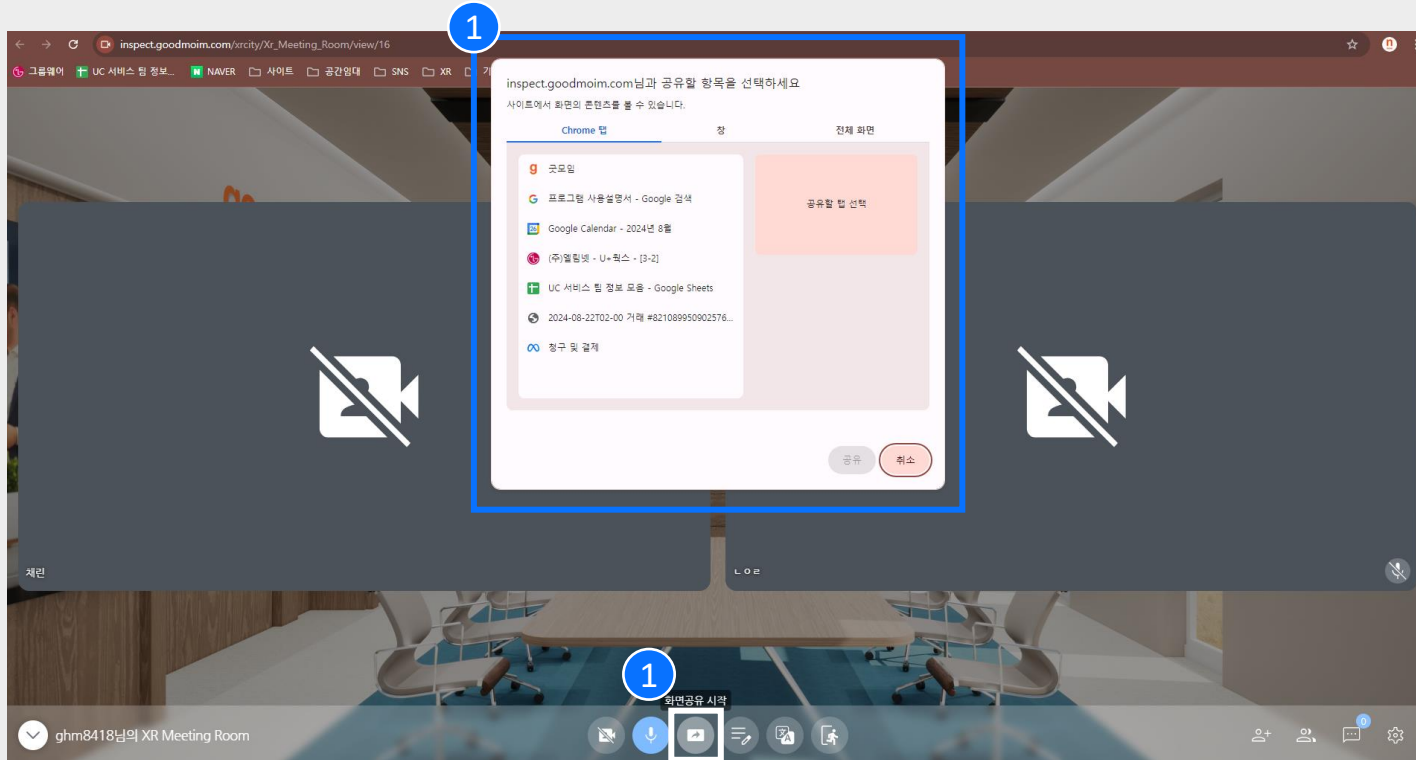 1
inspect.goodmoim.com/xrcity/Xr_Meeting_Room/view/16
그룹웨어 UC 서비스 팀 정보... NAVER 사이트 공간임대 SNS XR
inspect.goodmoim.com님과 공유할 항목을 선택하세요
사이트에서 화면의 콘텐츠를 볼 수 있습니다.
Chrome 탭 창 전체 화면
굿모임
프로그램 사용설명서 - Google 검색
공유할 탭 선택
Google Calendar - 2024년 8월
(주)엘림넷 - U+웍스 - [3-2]
UC 서비스 팀 정보 모음 - Google Sheets
2024-08-22T02-00 거래 #821089950902576...
청구 및 결제
공유 취소
채린
ㄴㅇㄹ
1
화면공유 시작
ghm8418님의 XR Meeting Room
0